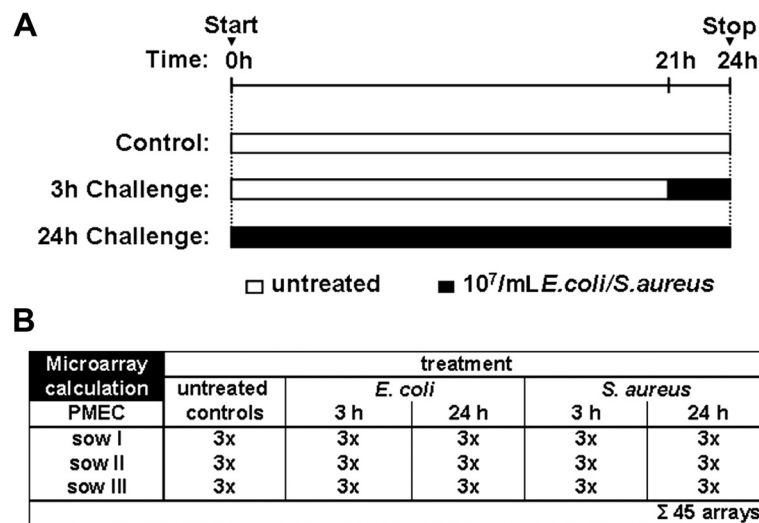 A
Start Stop
Time: 0h 21h 24h
Control:
3h Challenge:
24h Challenge:
untreated 10⁷/mL E.coli/S.aureus
B
Microarray calculation treatment
untreated controls E. coli S. aureus
PMEC 3 h 24 h 3 h 24 h
sow I 3x 3x 3x 3x 3x
sow II 3x 3x 3x 3x 3x
sow III 3x 3x 3x 3x 3x
Σ 45 arrays